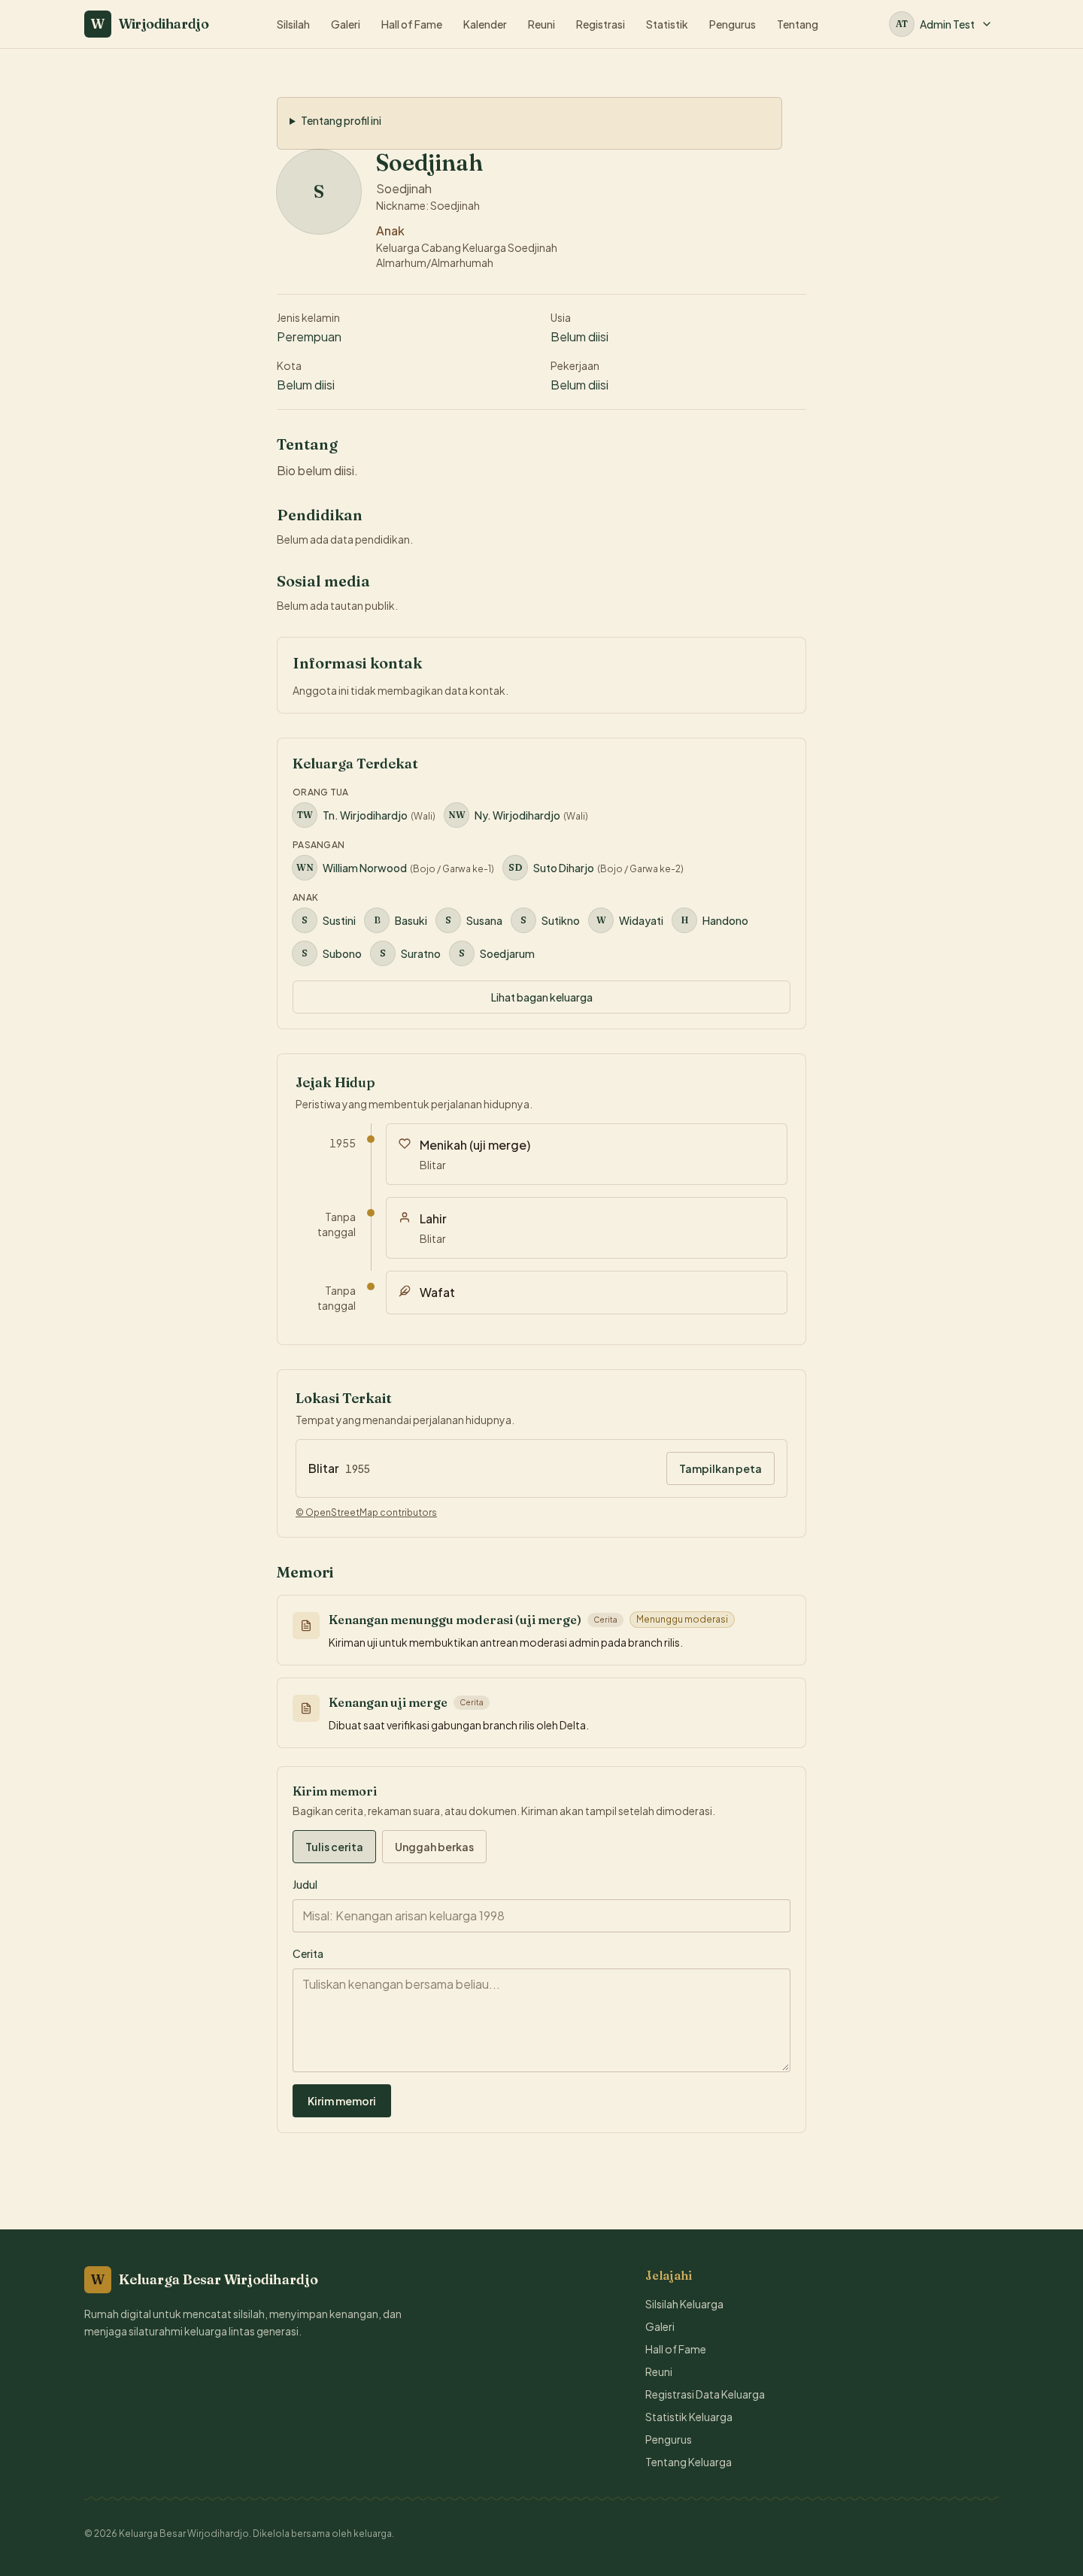 W Wirjodihardjo Silsilah Galeri Hall of Fame Kalender Reuni Registrasi Statistik Pengurus Tentang AT Admin Test
Tentang profil ini
S
Soedjinah
Soedjinah
Nickname: Soedjinah
Anak
Keluarga Cabang Keluarga Soedjinah
Almarhum/Almarhumah
Jenis kelamin
Perempuan
Usia
Belum diisi
Kota
Belum diisi
Pekerjaan
Belum diisi
Tentang
Bio belum diisi.
Pendidikan
Belum ada data pendidikan.
Sosial media
Belum ada tautan publik.
Informasi kontak
Anggota ini tidak membagikan data kontak.
Keluarga Terdekat
ORANG TUA
TW Tn. Wirjodihardjo (Wali) NW Ny. Wirjodihardjo (Wali)
PASANGAN
WN William Norwood (Bojo / Garwa ke-1) SD Suto Diharjo (Bojo / Garwa ke-2)
ANAK
S Sustini B Basuki S Susana S Sutikno W Widayati H Handono
S Subono S Suratno S Soedjarum
Lihat bagan keluarga
Jejak Hidup
Peristiwa yang membentuk perjalanan hidupnya.
1955
Menikah (uji merge)
Blitar
Tanpa
tanggal
Lahir
Blitar
Tanpa
tanggal
Wafat
Lokasi Terkait
Tempat yang menandai perjalanan hidupnya.
Blitar 1955 Tampilkan peta
© OpenStreetMap contributors
Memori
Kenangan menunggu moderasi (uji merge) Cerita Menunggu moderasi
Kiriman uji untuk membuktikan antrean moderasi admin pada branch rilis.
Kenangan uji merge Cerita
Dibuat saat verifikasi gabungan branch rilis oleh Delta.
Kirim memori
Bagikan cerita, rekaman suara, atau dokumen. Kiriman akan tampil setelah dimoderasi.
Tulis cerita Unggah berkas
Judul
Misal: Kenangan arisan keluarga 1998
Cerita
Tuliskan kenangan bersama beliau...
Kirim memori
W Keluarga Besar Wirjodihardjo
Rumah digital untuk mencatat silsilah, menyimpan kenangan, dan
menjaga silaturahmi keluarga lintas generasi.
Jelajahi
Silsilah Keluarga
Galeri
Hall of Fame
Reuni
Registrasi Data Keluarga
Statistik Keluarga
Pengurus
Tentang Keluarga
© 2026 Keluarga Besar Wirjodihardjo. Dikelola bersama oleh keluarga.